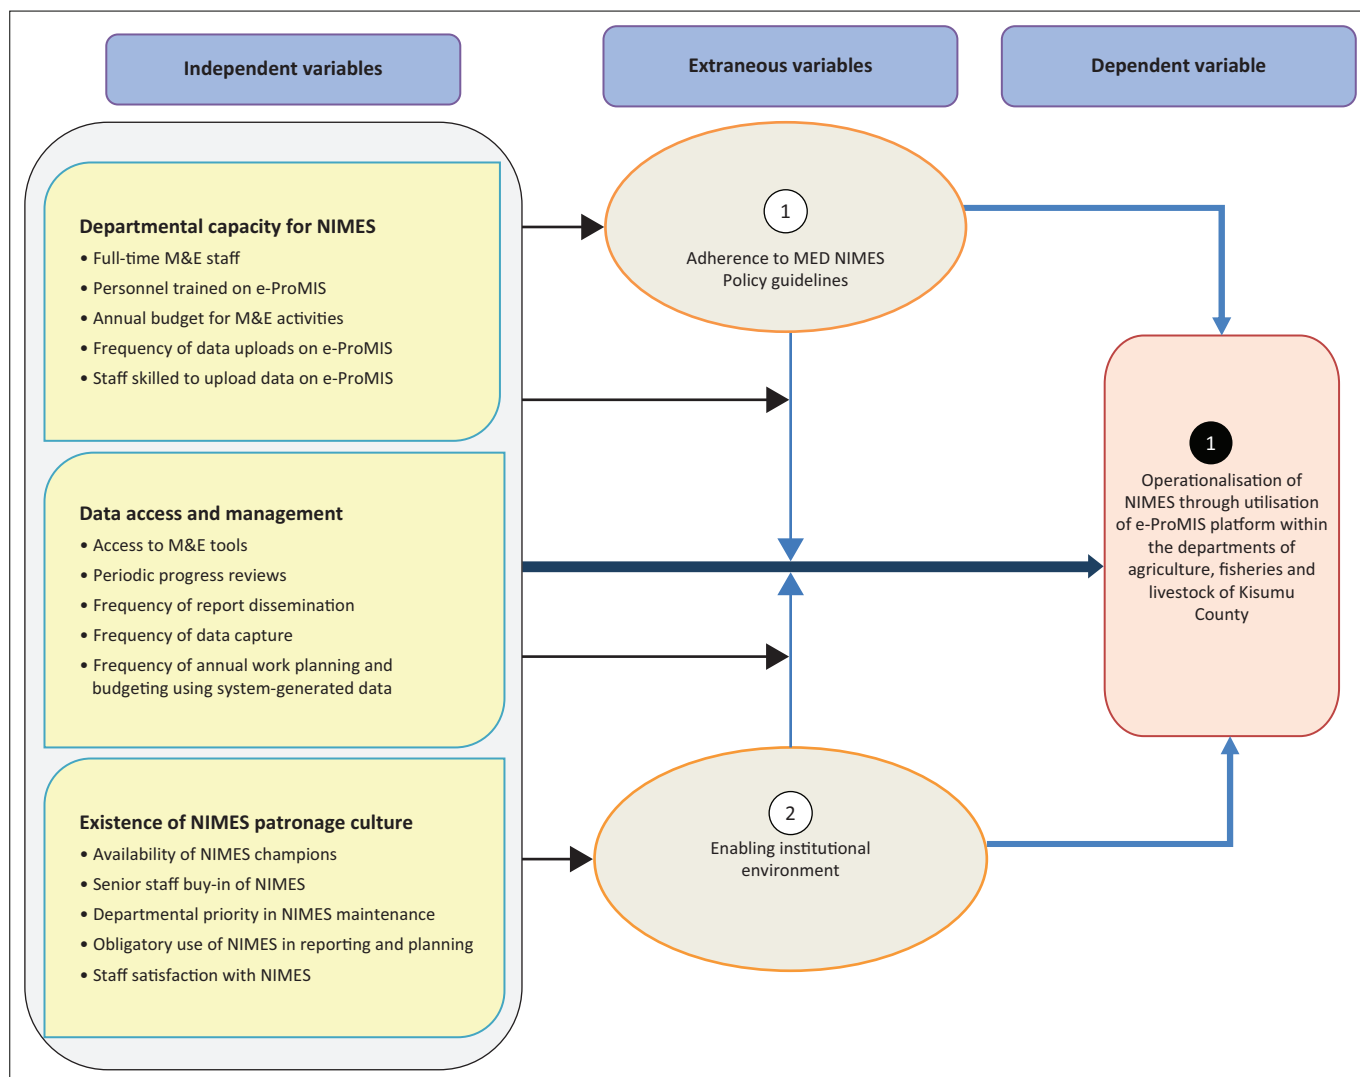 Independent variables
Extraneous variables
Dependent variable
Departmental capacity for NIMES
• Full-time M&E staff
• Personnel trained on e-ProMIS
• Annual budget for M&E activities
• Frequency of data uploads on e-ProMIS
• Staff skilled to upload data on e-ProMIS
Data access and management
• Access to M&E tools
• Periodic progress reviews
• Frequency of report dissemination
• Frequency of data capture
• Frequency of annual work planning and
budgeting using system-generated data
Existence of NIMES patronage culture
• Availability of NIMES champions
• Senior staff buy-in of NIMES
• Departmental priority in NIMES maintenance
• Obligatory use of NIMES in reporting and planning
• Staff satisfaction with NIMES
1
Adherence to MED NIMES
Policy guidelines
2
Enabling institutional
environment
1
Operationalisation of
NIMES through utilisation
of e-ProMIS platform within
the departments of
agriculture, fisheries and
livestock of Kisumu
County